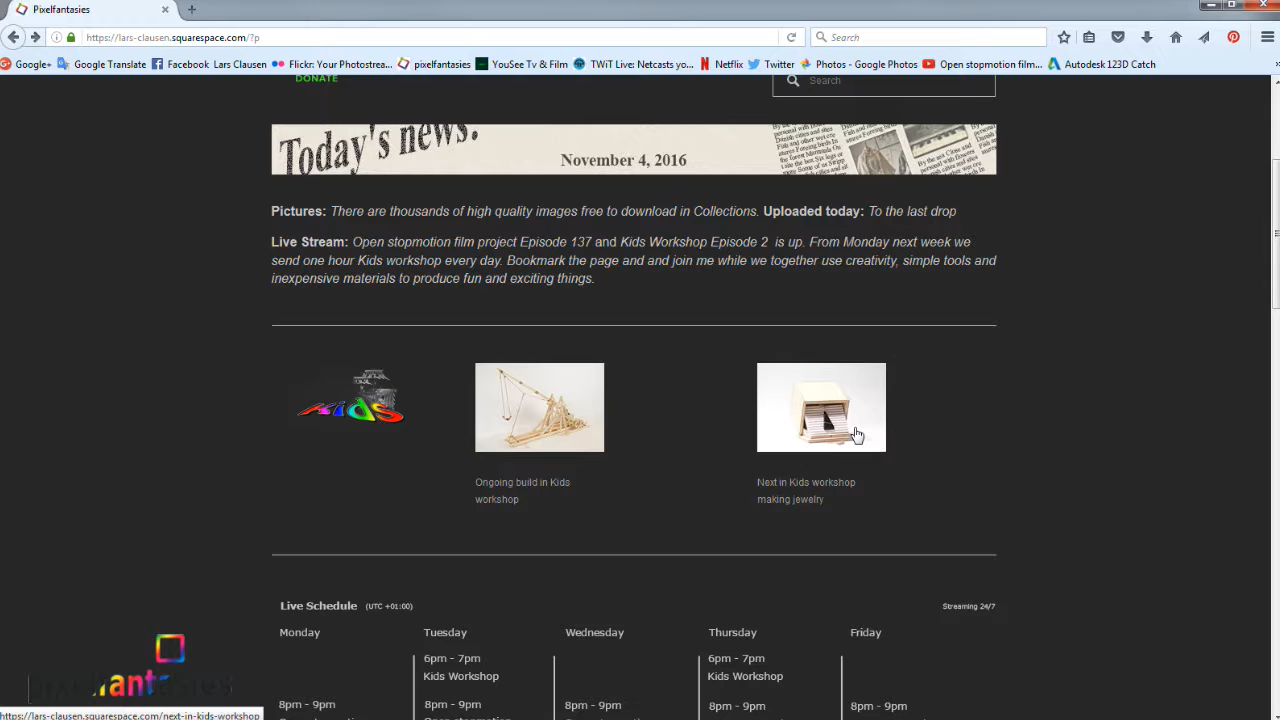 Pixelfantasies
https://lars-clausen.squarespace.com/?p
Search
Google+ Google Translate Facebook Lars Clausen Flickr: Your Photostrea... pixelfantasies YouSee Tv & Film TWiT Live: Netcasts yo... Netflix Twitter Photos - Google Photos Open stopmotion film... Autodesk 123D Catch
DONATE
Search
Today's news.
November 4, 2016
Pictures: There are thousands of high quality images free to download in Collections. Uploaded today: To the last drop
Live Stream: Open stopmotion film project Episode 137 and Kids Workshop Episode 2 is up. From Monday next week we
send one hour Kids workshop every day. Bookmark the page and and join me while we together use creativity, simple tools and
inexpensive materials to produce fun and exciting things.
Kids
Ongoing build in Kids
workshop
Next in Kids workshop
making jewelry
Live Schedule (UTC +01:00)
Streaming 24/7
Monday Tuesday Wednesday Thursday Friday
6pm - 7pm 6pm - 7pm
Kids Workshop Kids Workshop
8pm - 9pm 8pm - 9pm 8pm - 9pm 8pm - 9pm 8pm - 9pm
pixelfantasies
https://lars-clausen.squarespace.com/next-in-kids-workshop